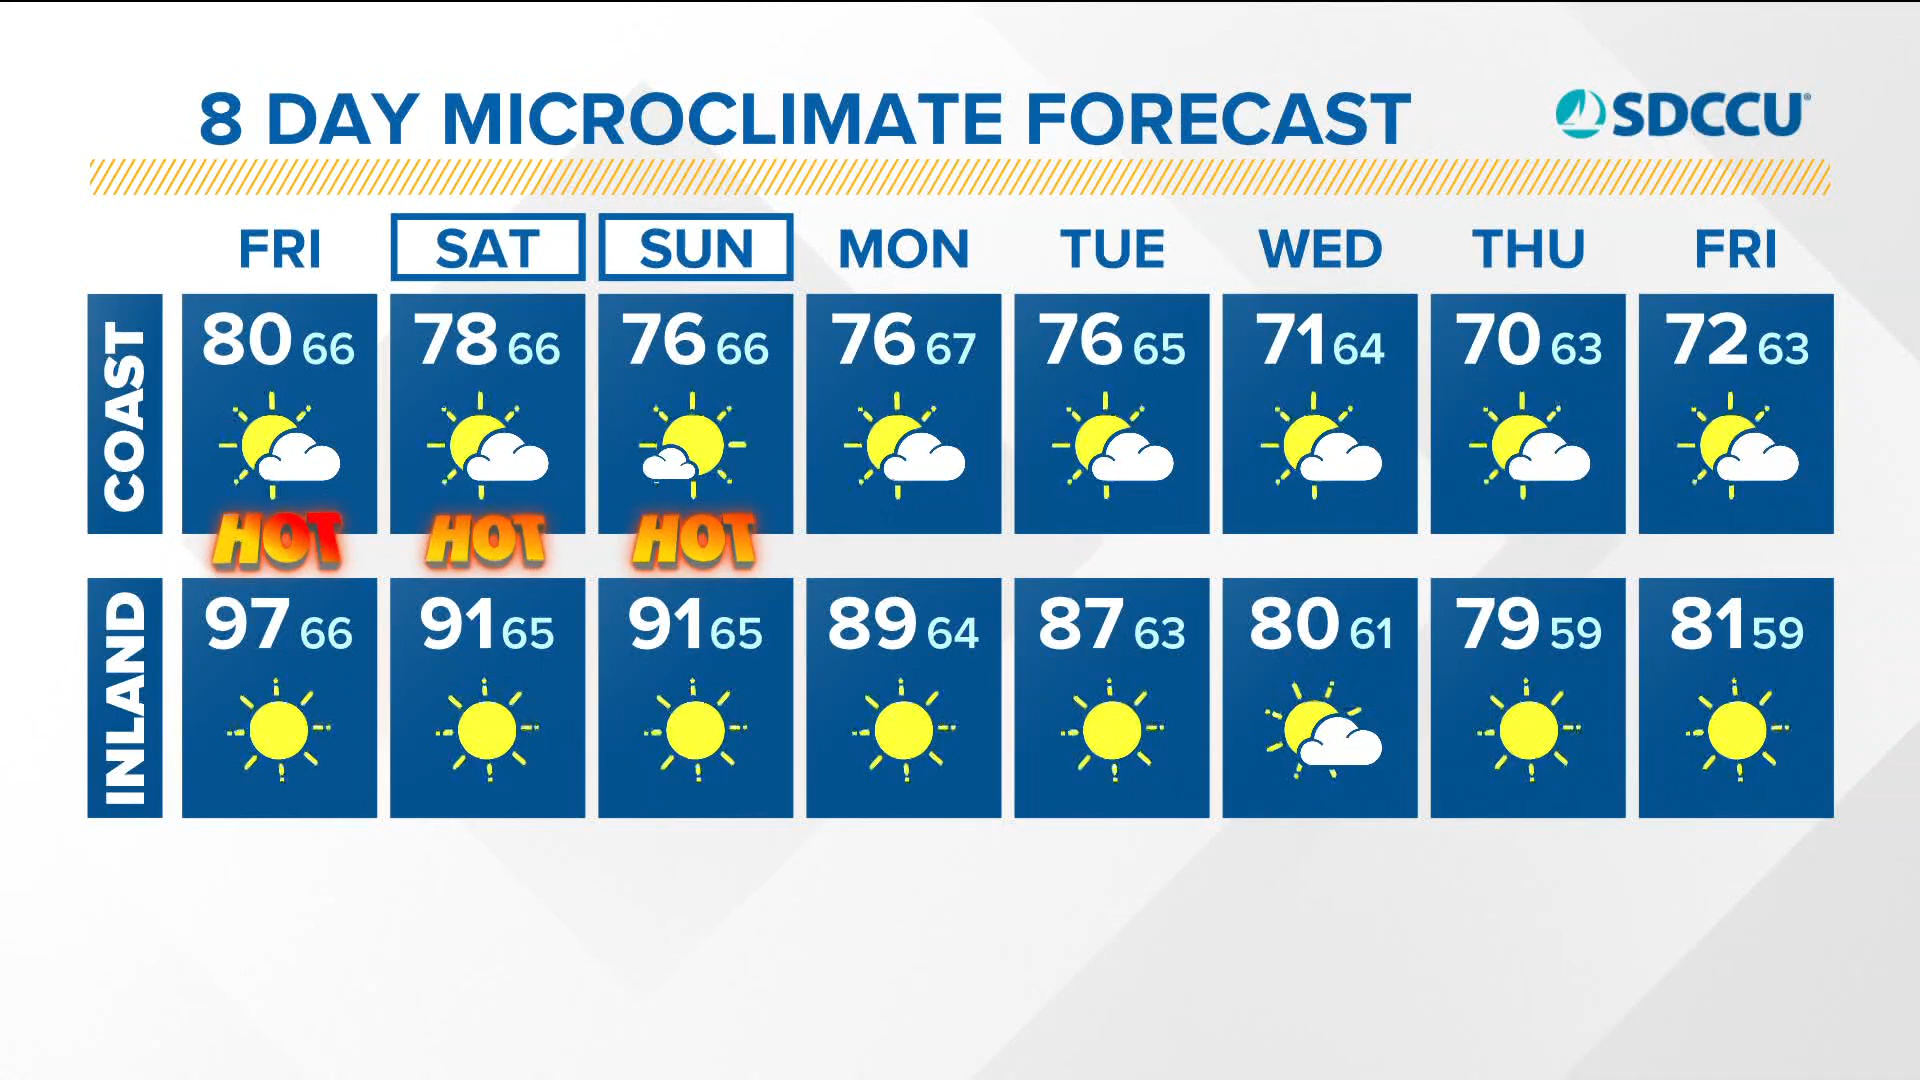 8 DAY MICROCLIMATE FORECAST
SDCCU®
FRI SAT SUN MON TUE WED THU FRI
COAST
80 66 78 66 76 66 76 67 76 65 71 64 70 63 72 63
HOT HOT HOT
INLAND
97 66 91 65 91 65 89 64 87 63 80 61 79 59 81 59